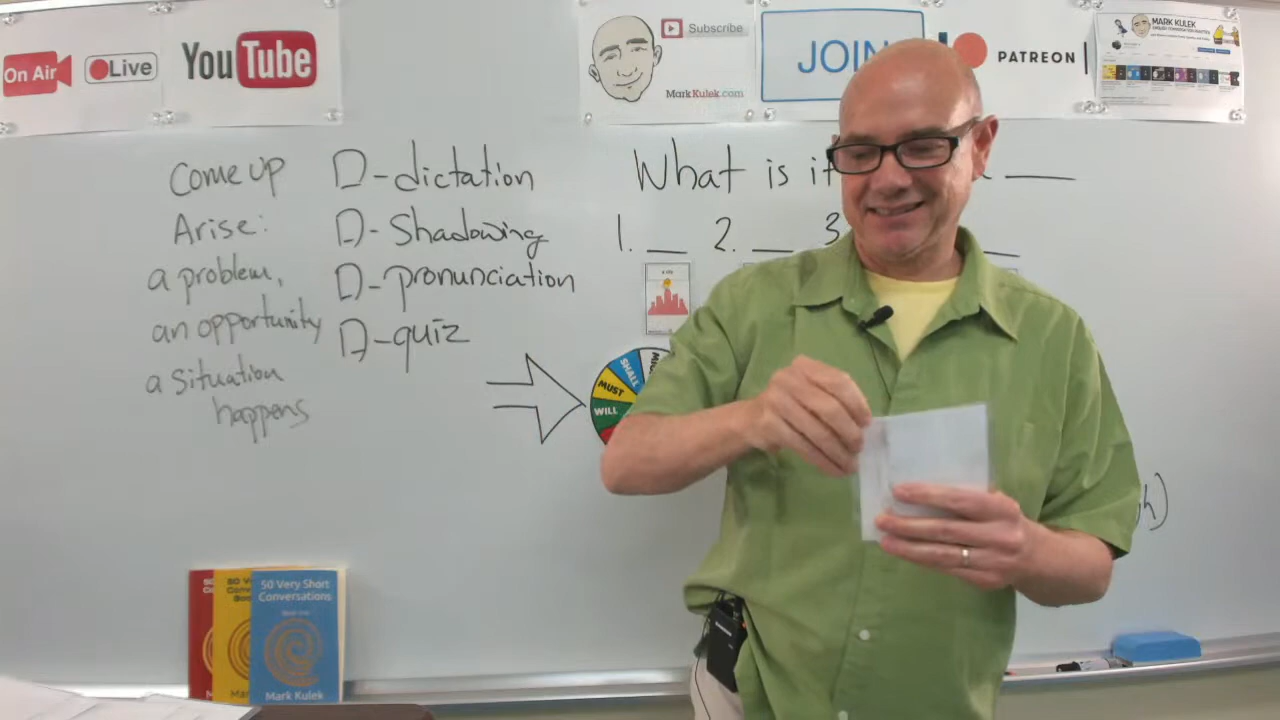 On Air
Live
YouTube
Subscribe
MarkKulek.com
JOIN
PATREON
MARK KULEK
Come up
Arise:
a problem,
an opportunity
a situation
happens
D-dictation
D-Shadowing
D-pronunciation
D-quiz
What is it
1. __ 2. __ 3
SHALL
MUST
WILL
50 Very Short
Conversations
Mark Kulek